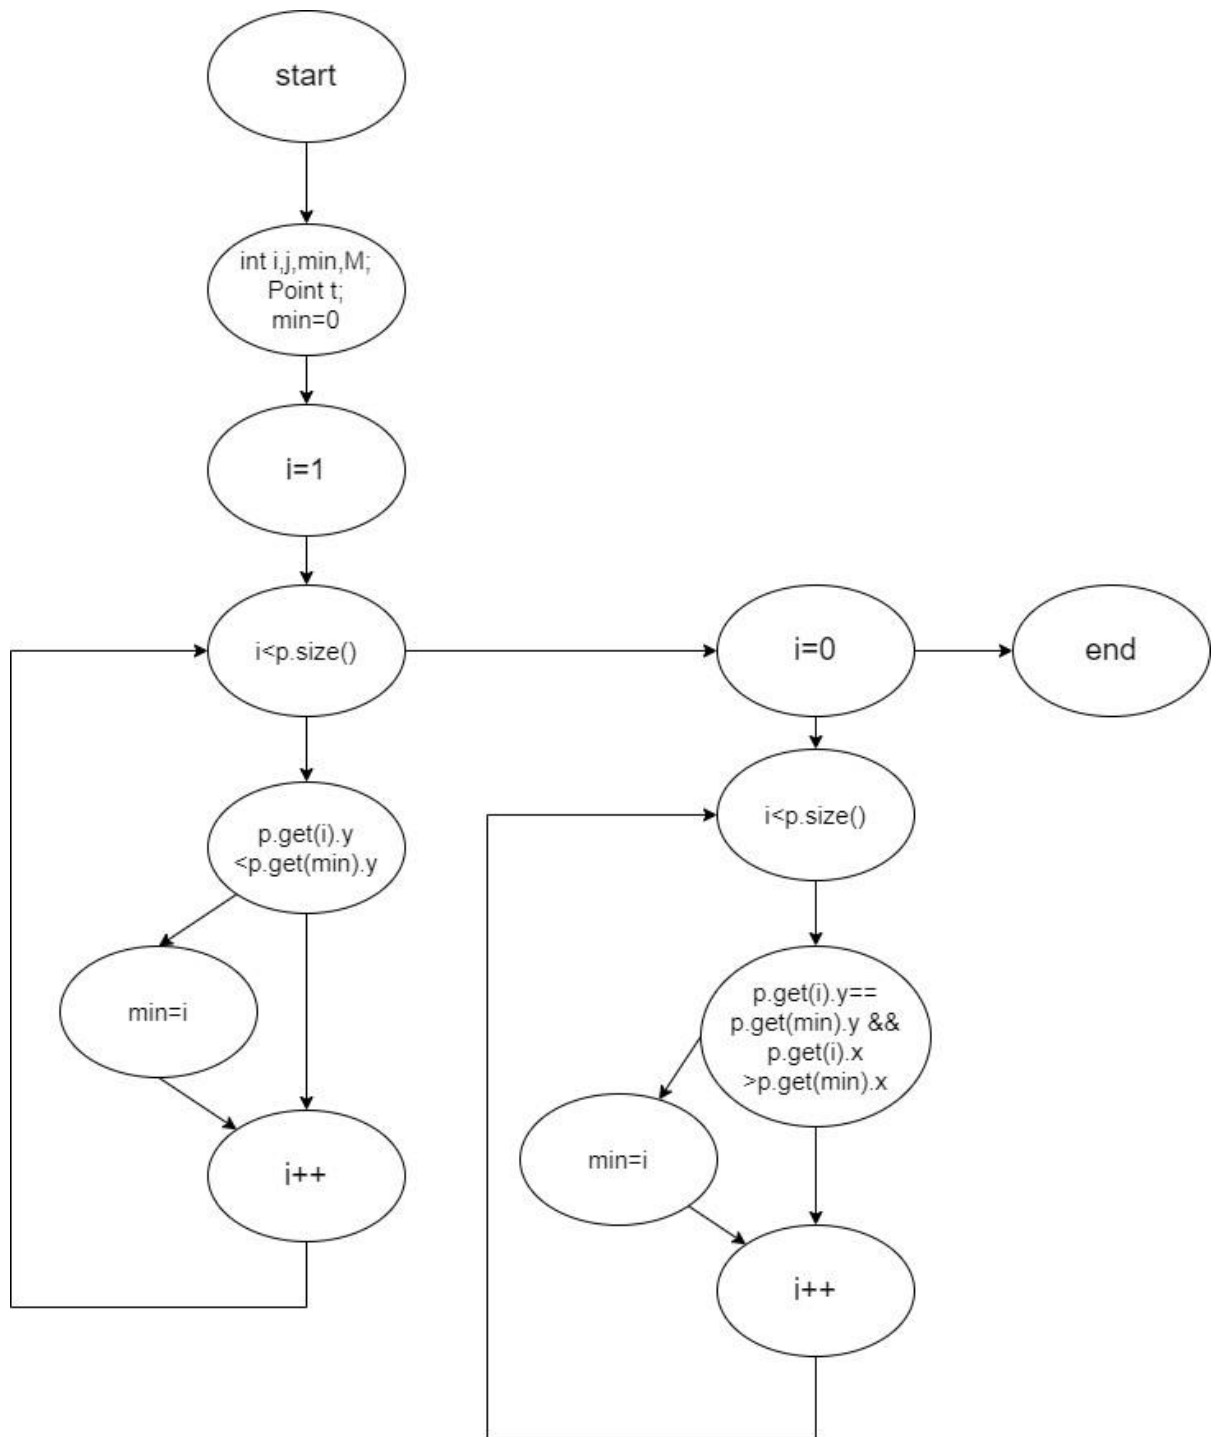 start
int i,j,min,M;
Point t;
min=0
i=1
i<p.size()
i=0
end
p.get(i).y
<p.get(min).y
min=i
i++
i<p.size()
p.get(i).y==
p.get(min).y &&
p.get(i).x
>p.get(min).x
min=i
i++